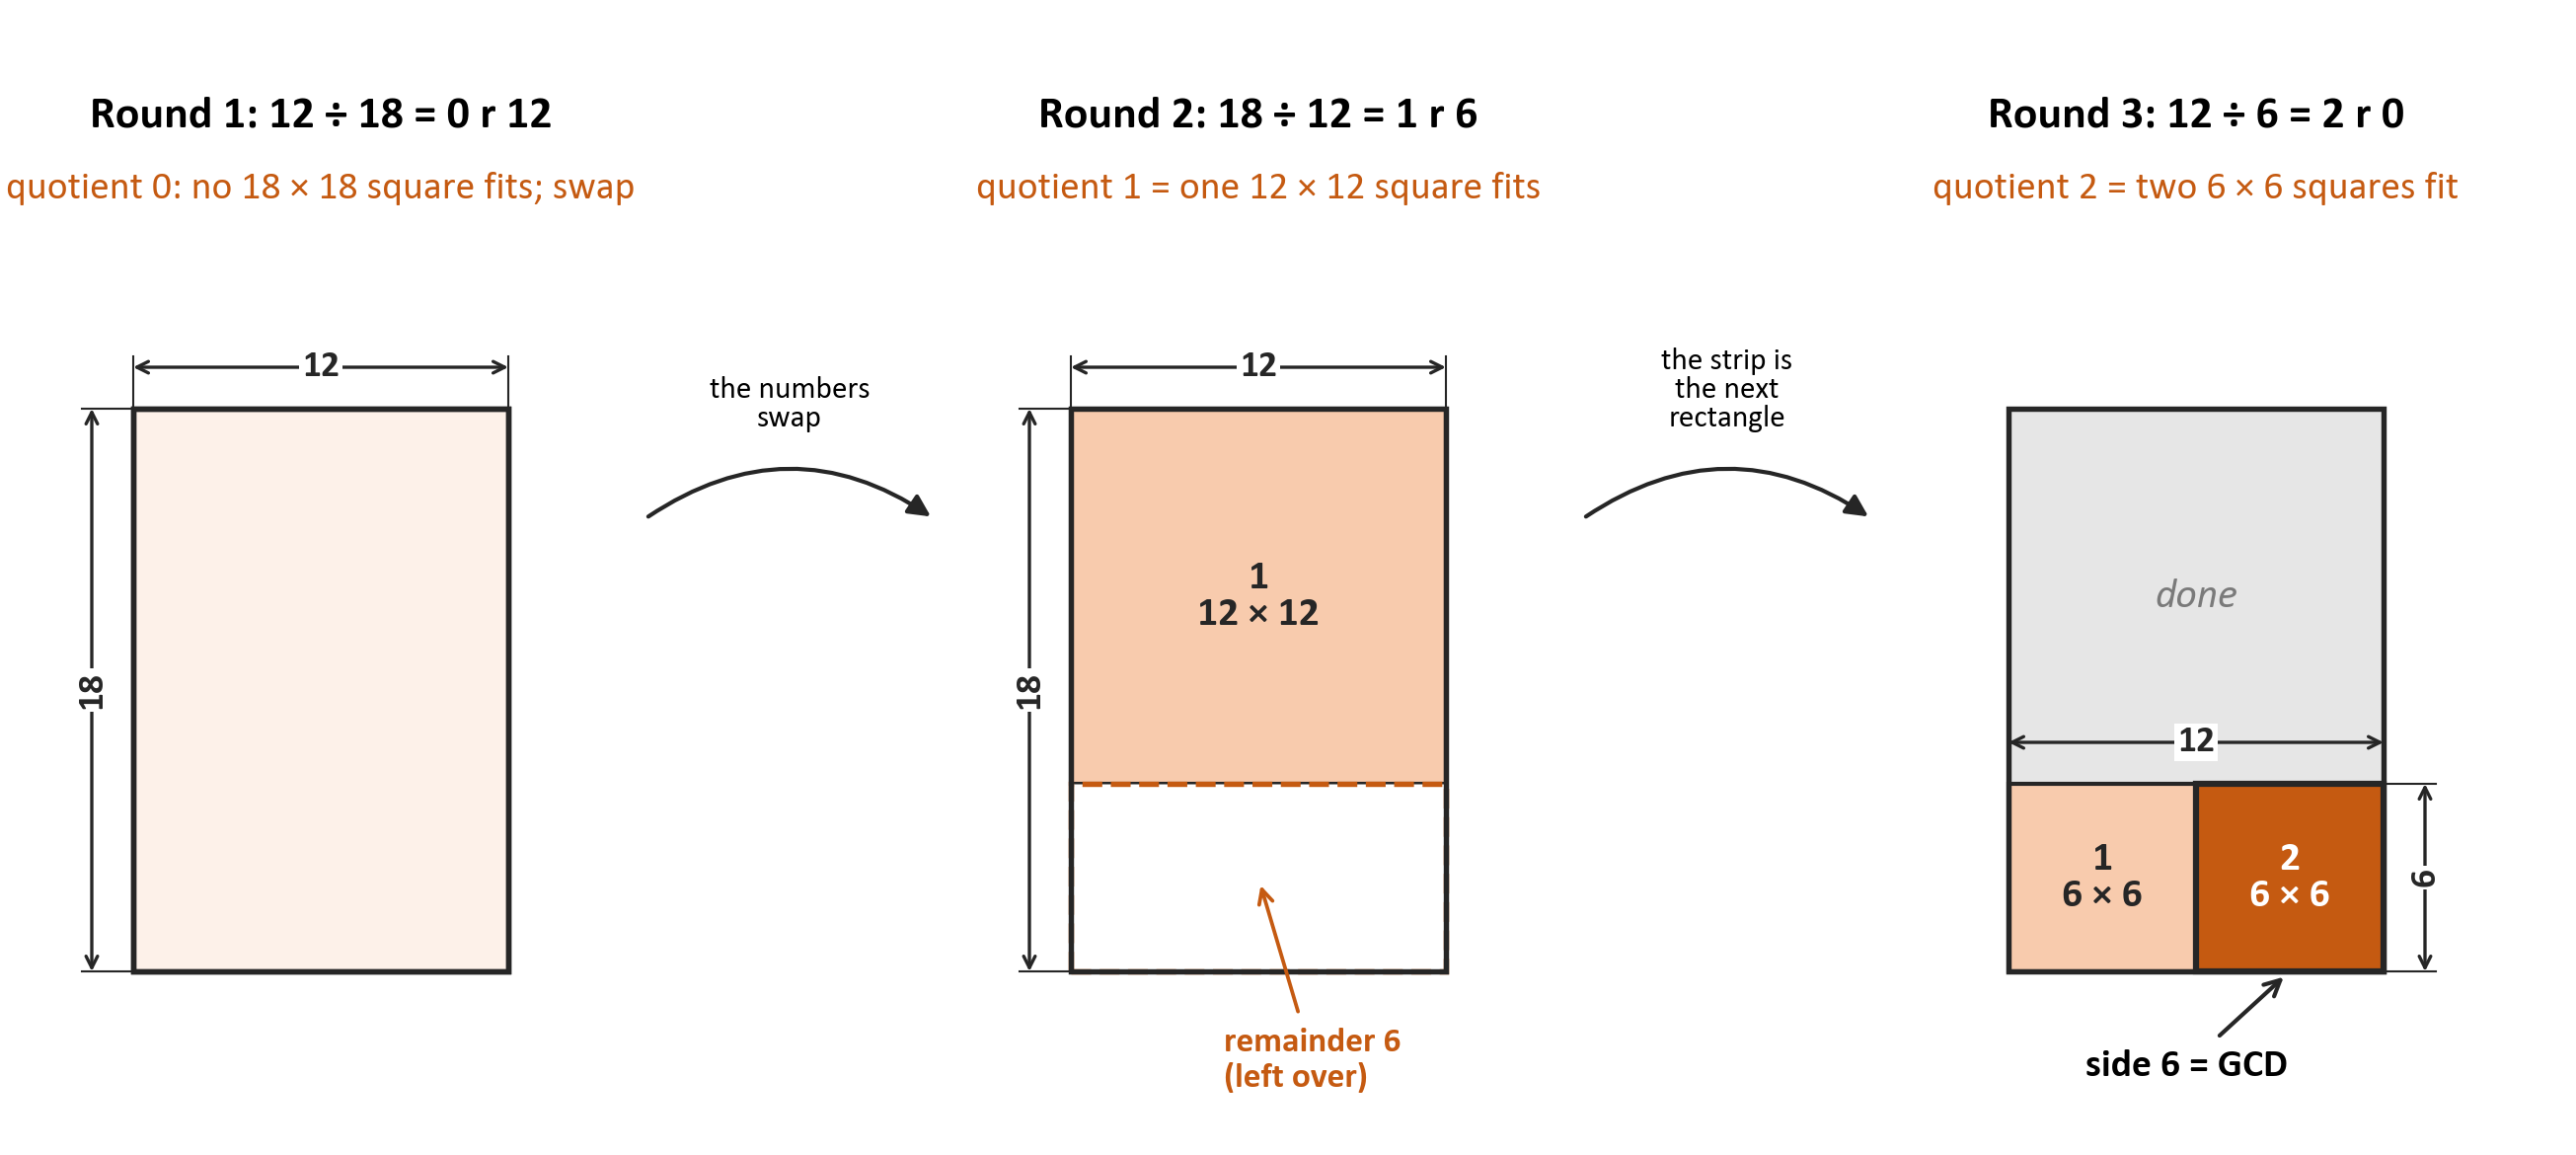 Round 1: 12 ÷ 18 = 0 r 12
quotient 0: no 18 × 18 square fits; swap
12
18
the numbers
swap
Round 2: 18 ÷ 12 = 1 r 6
quotient 1 = one 12 × 12 square fits
12
18
1
12 × 12
remainder 6
(left over)
the strip is
the next
rectangle
Round 3: 12 ÷ 6 = 2 r 0
quotient 2 = two 6 × 6 squares fit
done
12
1
6 × 6
2
6 × 6
6
side 6 = GCD